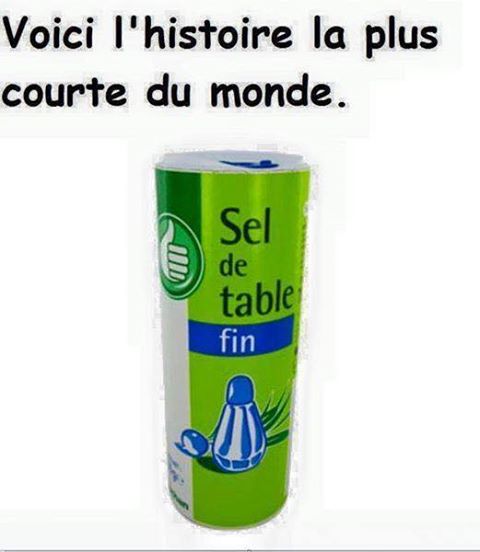 Voici l'histoire la plus
courte du monde.
Sel
de
table
fin